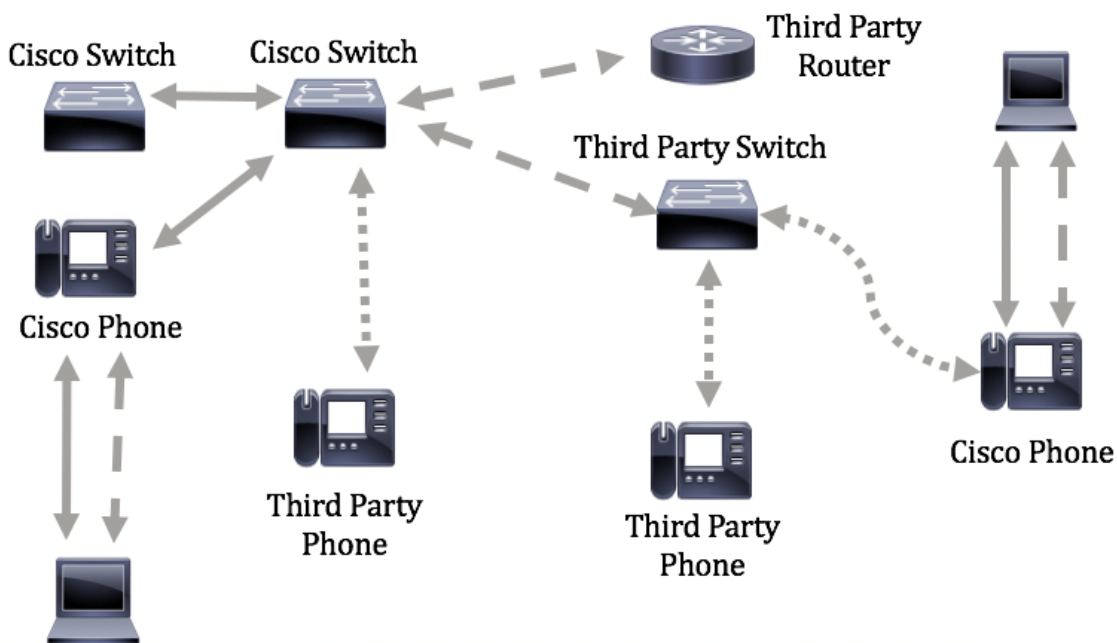 Cisco Switch
Cisco Switch
Third Party
Router
Third Party Switch
Cisco Phone
Third Party
Phone
Third Party
Phone
Cisco Phone